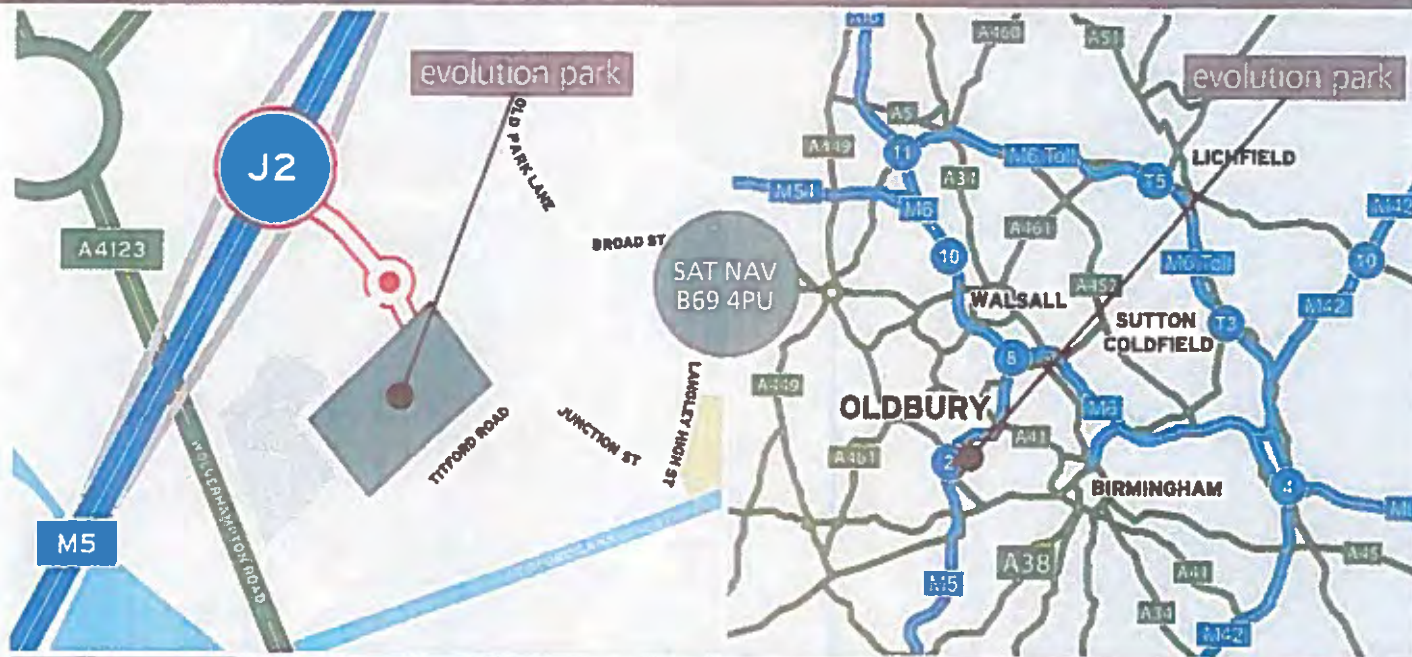 evolution park
J2
OLD PARK LANE
A4123
BROAD ST
SAT NAV
B69 4PU
TITFORD ROAD
JUNCTION ST
LANGLEY HIGH ST
WOLVERHAMPTON ROAD
M5
evolution park
A460
A51
A5
A449
11
M6 Toll
LICHFIELD
T5
M54
A34
M6
M42
A461
10
M6 Toll
10
A452
WALSALL
M42
SUTTON
COLDFIELD
T3
8
A449
M6
OLDBURY
A41
A461
2
BIRMINGHAM
4
A38
A45
M5
A41
A34
M42